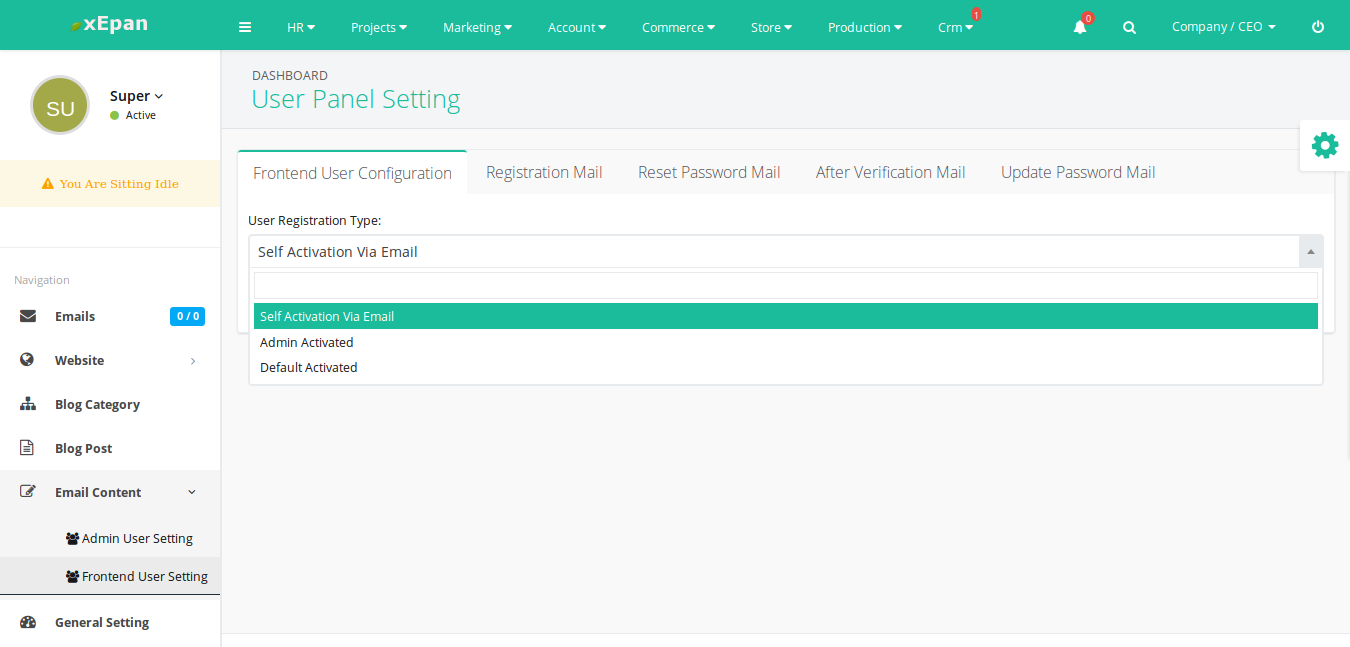 xEpan
HR
Projects
Marketing
Account
Commerce
Store
Production
Crm
1
0
Company / CEO
SU
Super
Active
You Are Sitting Idle
Navigation
Emails
0 / 0
Website
Blog Category
Blog Post
Email Content
Admin User Setting
Frontend User Setting
General Setting
DASHBOARD
User Panel Setting
Frontend User Configuration
Registration Mail
Reset Password Mail
After Verification Mail
Update Password Mail
User Registration Type:
Self Activation Via Email
Self Activation Via Email
Admin Activated
Default Activated